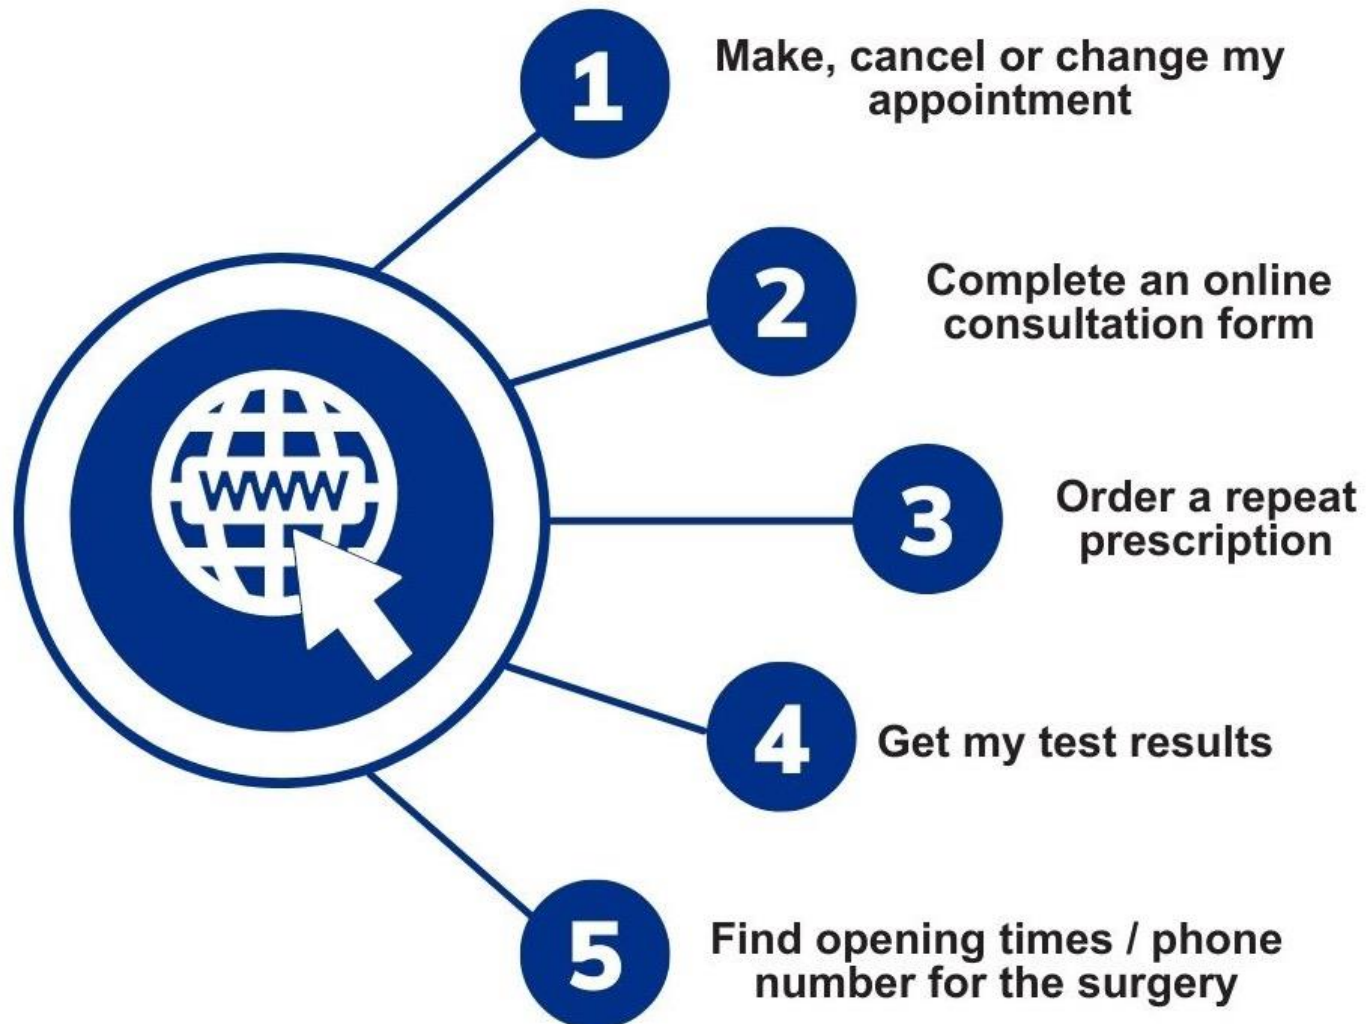 1
Make, cancel or change my
appointment
2
Complete an online
consultation form
www
3
Order a repeat
prescription
4
Get my test results
5
Find opening times / phone
number for the surgery